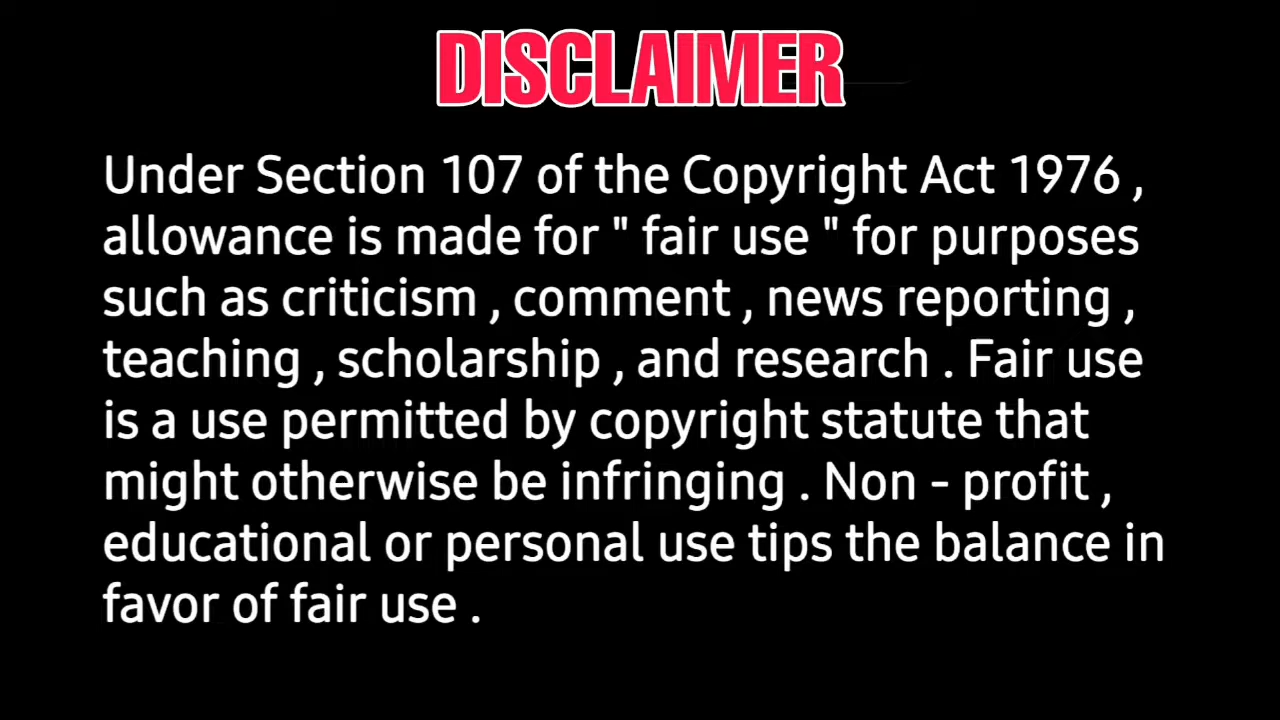 DISCLAIMER
Under Section 107 of the Copyright Act 1976 ,
allowance is made for " fair use " for purposes
such as criticism , comment , news reporting ,
teaching , scholarship , and research . Fair use
is a use permitted by copyright statute that
might otherwise be infringing . Non - profit ,
educational or personal use tips the balance in
favor of fair use .